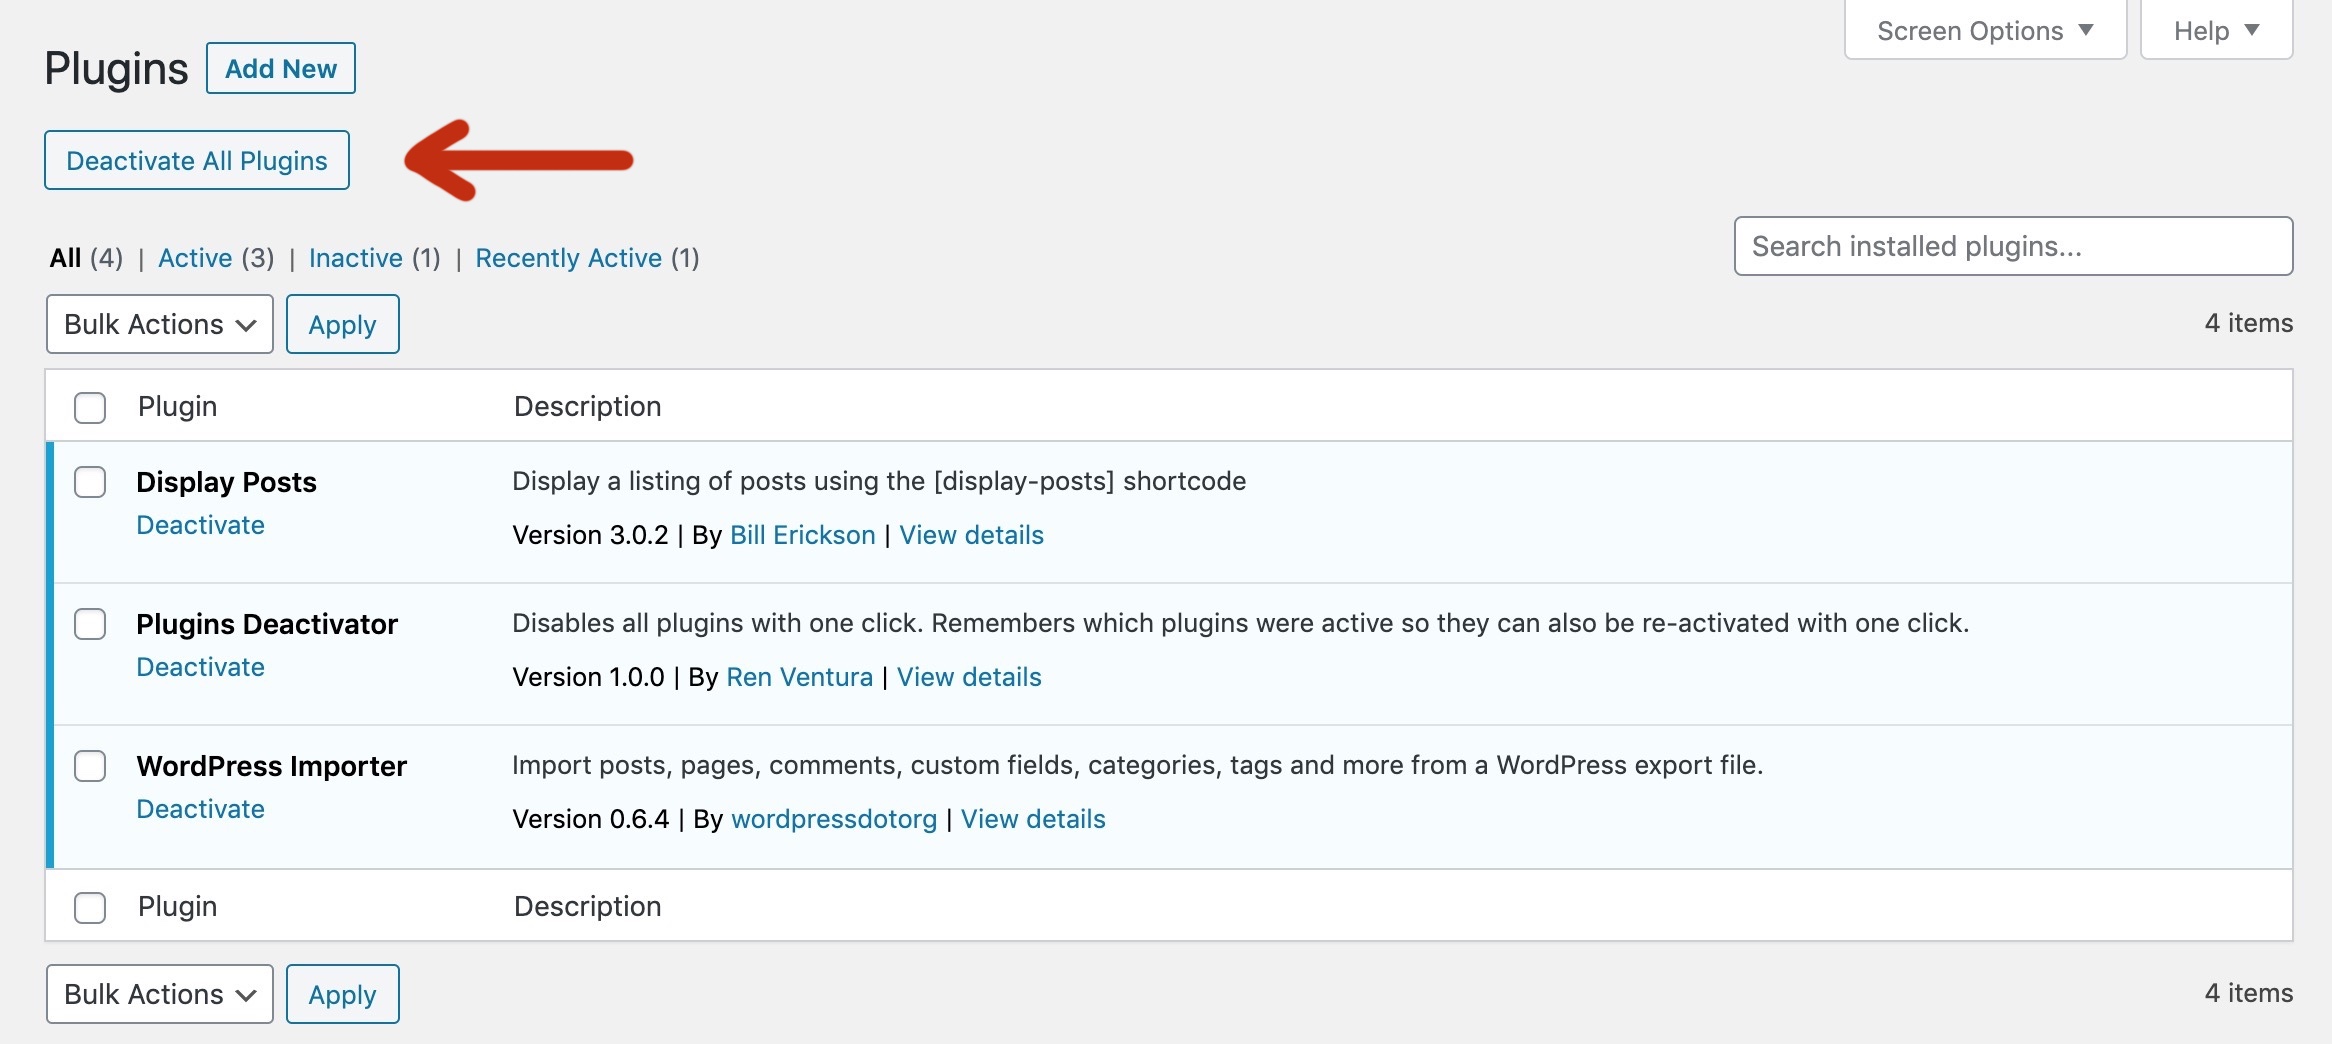 Screen Options ▼ Help ▼
Plugins Add New
Deactivate All Plugins
All (4) | Active (3) | Inactive (1) | Recently Active (1)
Search installed plugins...
Bulk Actions Apply
4 items
Plugin Description
Display Posts
Deactivate
Display a listing of posts using the [display-posts] shortcode
Version 3.0.2 | By Bill Erickson | View details
Plugins Deactivator
Deactivate
Disables all plugins with one click. Remembers which plugins were active so they can also be re-activated with one click.
Version 1.0.0 | By Ren Ventura | View details
WordPress Importer
Deactivate
Import posts, pages, comments, custom fields, categories, tags and more from a WordPress export file.
Version 0.6.4 | By wordpressdotorg | View details
Plugin Description
Bulk Actions Apply
4 items